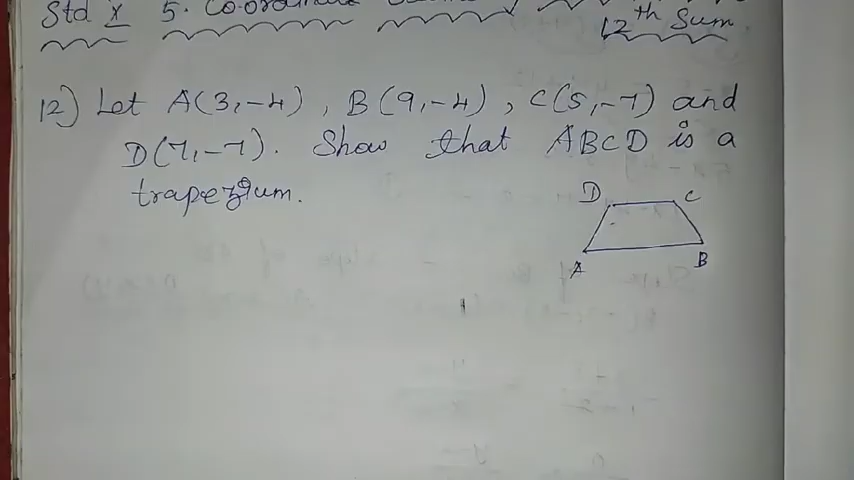 Std X 5. Coordinate
12th Sum
12) Let A(3,-4), B(9,-4), C(5,-7) and
D(7,-7). Show that ABCD is a
trapezium.
D C
A B